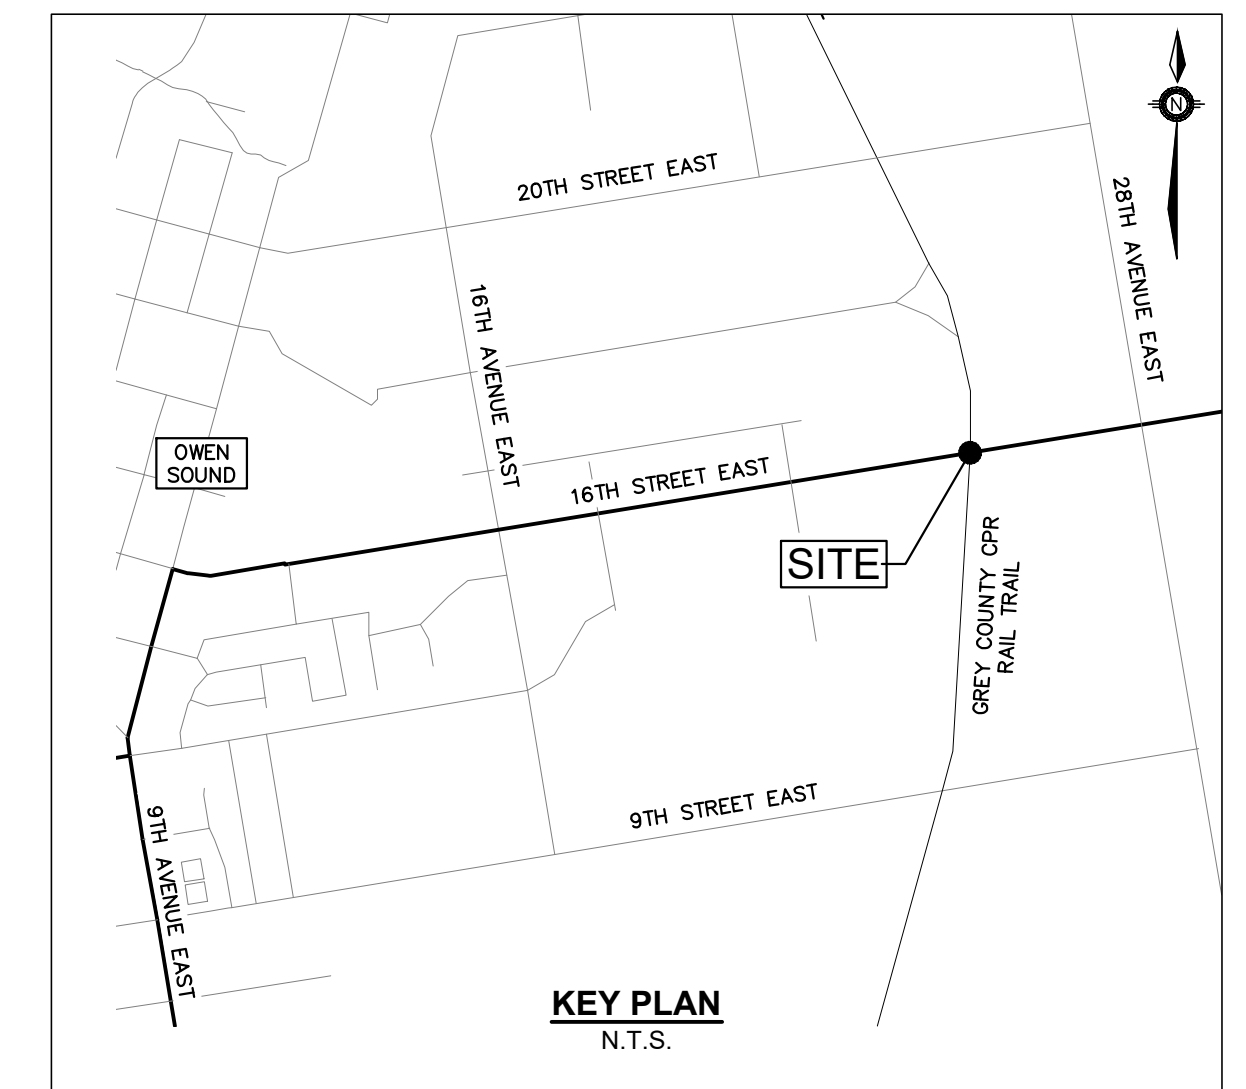 N
20TH STREET EAST
28TH AVENUE EAST
16TH AVENUE EAST
OWEN
SOUND
16TH STREET EAST
SITE
GREY COUNTY CPR
RAIL TRAIL
9TH STREET EAST
9TH AVENUE EAST
KEY PLAN
N.T.S.